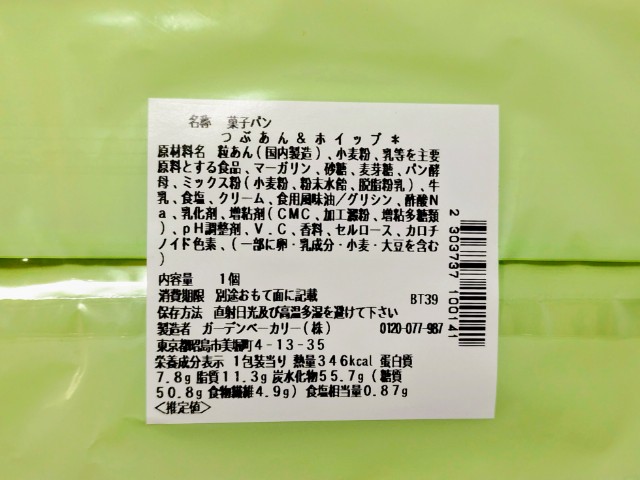 名称 菓子パン
つぶあん&ホイップ*
原材料名 粒あん(国内製造)、小麦粉、乳等を主要
原料とする食品、マーガリン、砂糖、麦芽糖、パン酵
母、ミックス粉(小麦粉、粉末水飴、脱脂粉乳)、牛
乳、食塩、クリーム、食用風味油/グリシン、酢酸N
a、乳化剤、増粘剤(CMC、加工澱粉、増粘多糖類
)、pH調整剤、V.C、香料、セルロース、カロチ
ノイド色素、(一部に卵・乳成分・小麦・大豆を含む
)
内容量 1個
消費期限 別途おもて面に記載 BT39
保存方法 直射日光及び高温多湿を避けて下さい
製造者 ガーデンベーカリー(株) 0120-077-987
東京都昭島市美堀町4-13-35
栄養成分表示 1包装当り 熱量346kcal 蛋白質
7.8g 脂質11.3g 炭水化物55.7g(糖質
50.8g 食物繊維4.9g) 食塩相当量0.87g
<推定値>
2 303737 100141